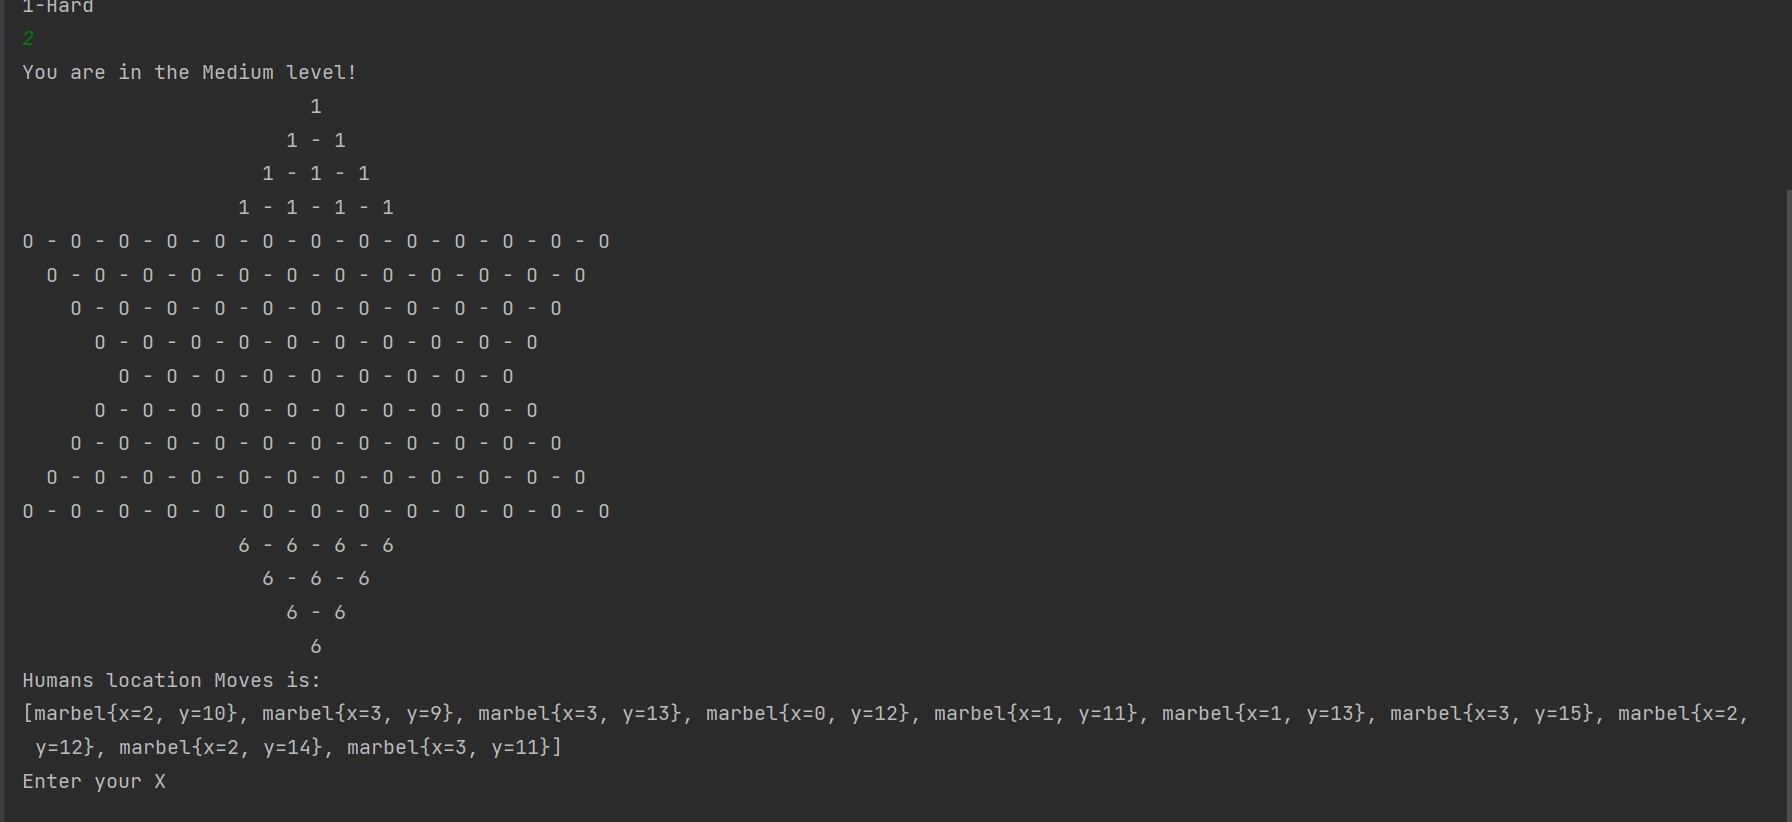 1-Hard
2
You are in the Medium level!
                        1
                      1 - 1
                    1 - 1 - 1
                  1 - 1 - 1 - 1
0 - 0 - 0 - 0 - 0 - 0 - 0 - 0 - 0 - 0 - 0 - 0 - 0
  0 - 0 - 0 - 0 - 0 - 0 - 0 - 0 - 0 - 0 - 0 - 0
    0 - 0 - 0 - 0 - 0 - 0 - 0 - 0 - 0 - 0 - 0
      0 - 0 - 0 - 0 - 0 - 0 - 0 - 0 - 0 - 0
        0 - 0 - 0 - 0 - 0 - 0 - 0 - 0 - 0
      0 - 0 - 0 - 0 - 0 - 0 - 0 - 0 - 0 - 0
    0 - 0 - 0 - 0 - 0 - 0 - 0 - 0 - 0 - 0 - 0
  0 - 0 - 0 - 0 - 0 - 0 - 0 - 0 - 0 - 0 - 0 - 0
0 - 0 - 0 - 0 - 0 - 0 - 0 - 0 - 0 - 0 - 0 - 0 - 0
                  6 - 6 - 6 - 6
                    6 - 6 - 6
                      6 - 6
                        6
Humans location Moves is:
[marbel{x=2, y=10}, marbel{x=3, y=9}, marbel{x=3, y=13}, marbel{x=0, y=12}, marbel{x=1, y=11}, marbel{x=1, y=13}, marbel{x=3, y=15}, marbel{x=2,
 y=12}, marbel{x=2, y=14}, marbel{x=3, y=11}]
Enter your X